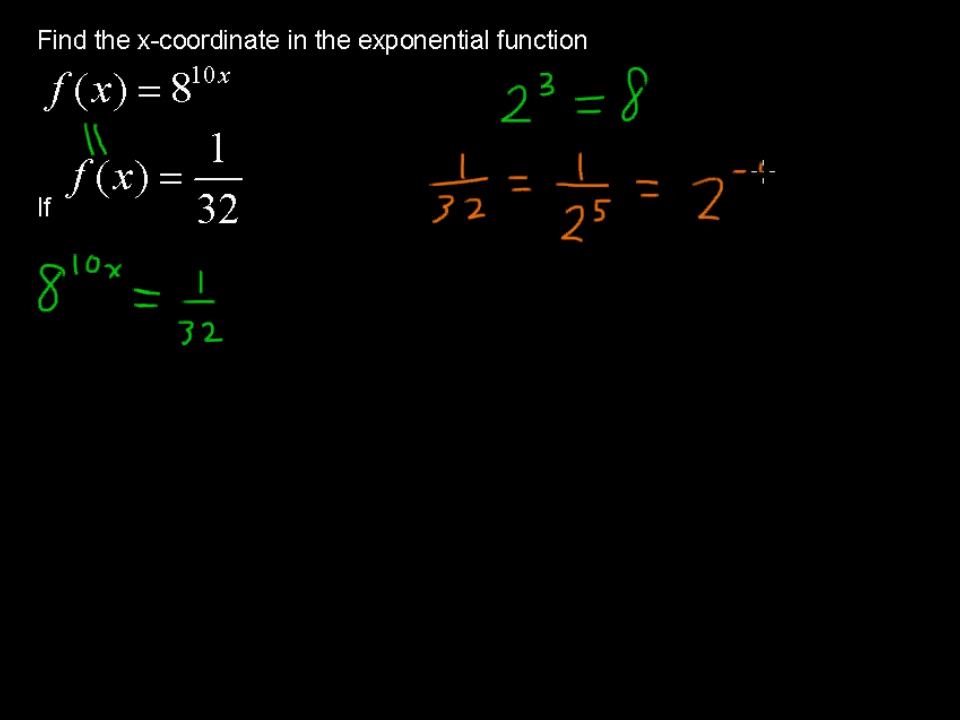 Find the x-coordinate in the exponential function
f(x) = 8^{10x}
If f(x) = 1/32
8^{10x} = 1/32
2^3 = 8
1/32 = 1/2^5 = 2^-